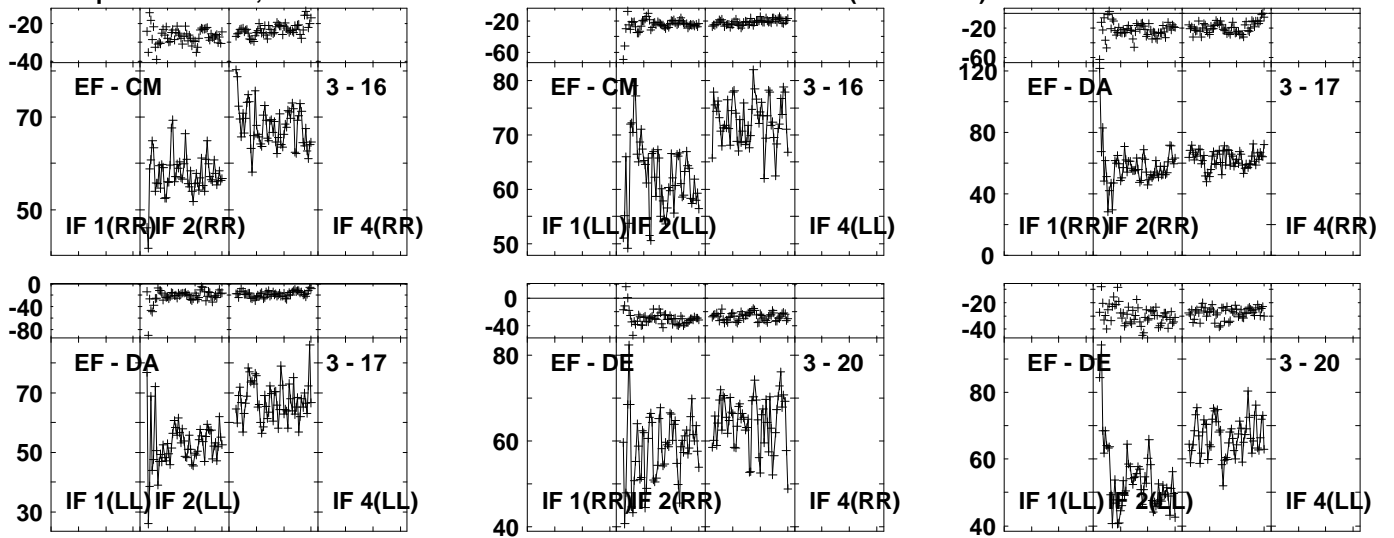 -20
-40
EF - CM 3 - 16
70
50
IF 1(RR) IF 2(RR) IF 4(RR)
-20
-60
80
EF - CM 3 - 16
70
60
50
IF 1(LL) IF 2(LL) IF 4(LL)
-20
-60
120
EF - DA 3 - 17
80
40
0
IF 1(RR) IF 2(RR) IF 4(RR)
0
-40
-80
EF - DA 3 - 17
70
50
30
IF 1(LL) IF 2(LL) IF 4(LL)
0
-40
80
EF - DE 3 - 20
60
40
IF 1(RR) IF 2(RR) IF 4(RR)
-20
-40
EF - DE 3 - 20
80
60
40
IF 1(LL) IF 2(LL) IF 4(LL)